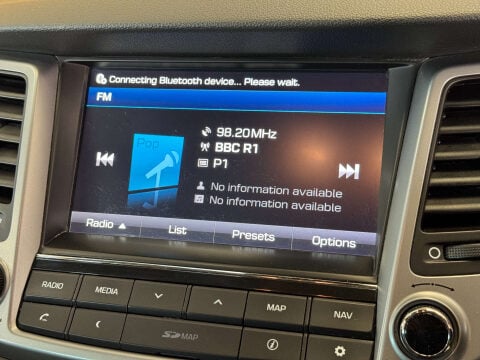 Connecting Bluetooth device... Please wait.
FM
Pop
98.20MHz
BBC R1
P1
No information available
No information available
Radio
List
Presets
Options
RADIO
MEDIA
MAP
NAV
SD MAP